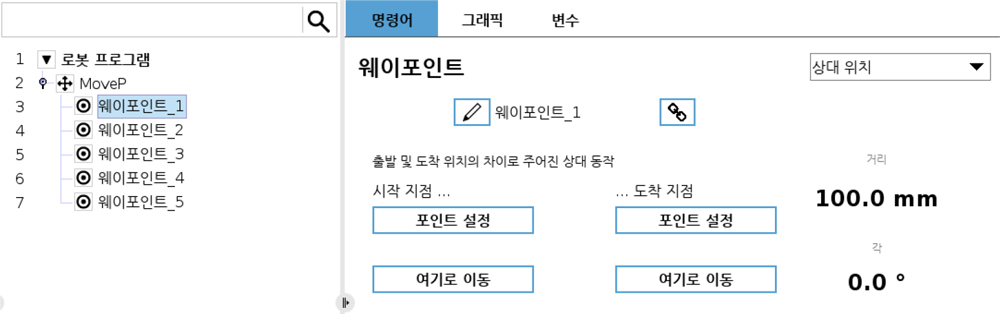 명령어 그래픽 변수
1 ▼ 로봇 프로그램
2 MoveP
3 웨이포인트_1
4 웨이포인트_2
5 웨이포인트_3
6 웨이포인트_4
7 웨이포인트_5
웨이포인트 상대 위치
웨이포인트_1
출발 및 도착 위치의 차이로 주어진 상대 동작
시작 지점 ... ... 도착 지점
포인트 설정 포인트 설정
여기로 이동 여기로 이동
거리
100.0 mm
각
0.0 °